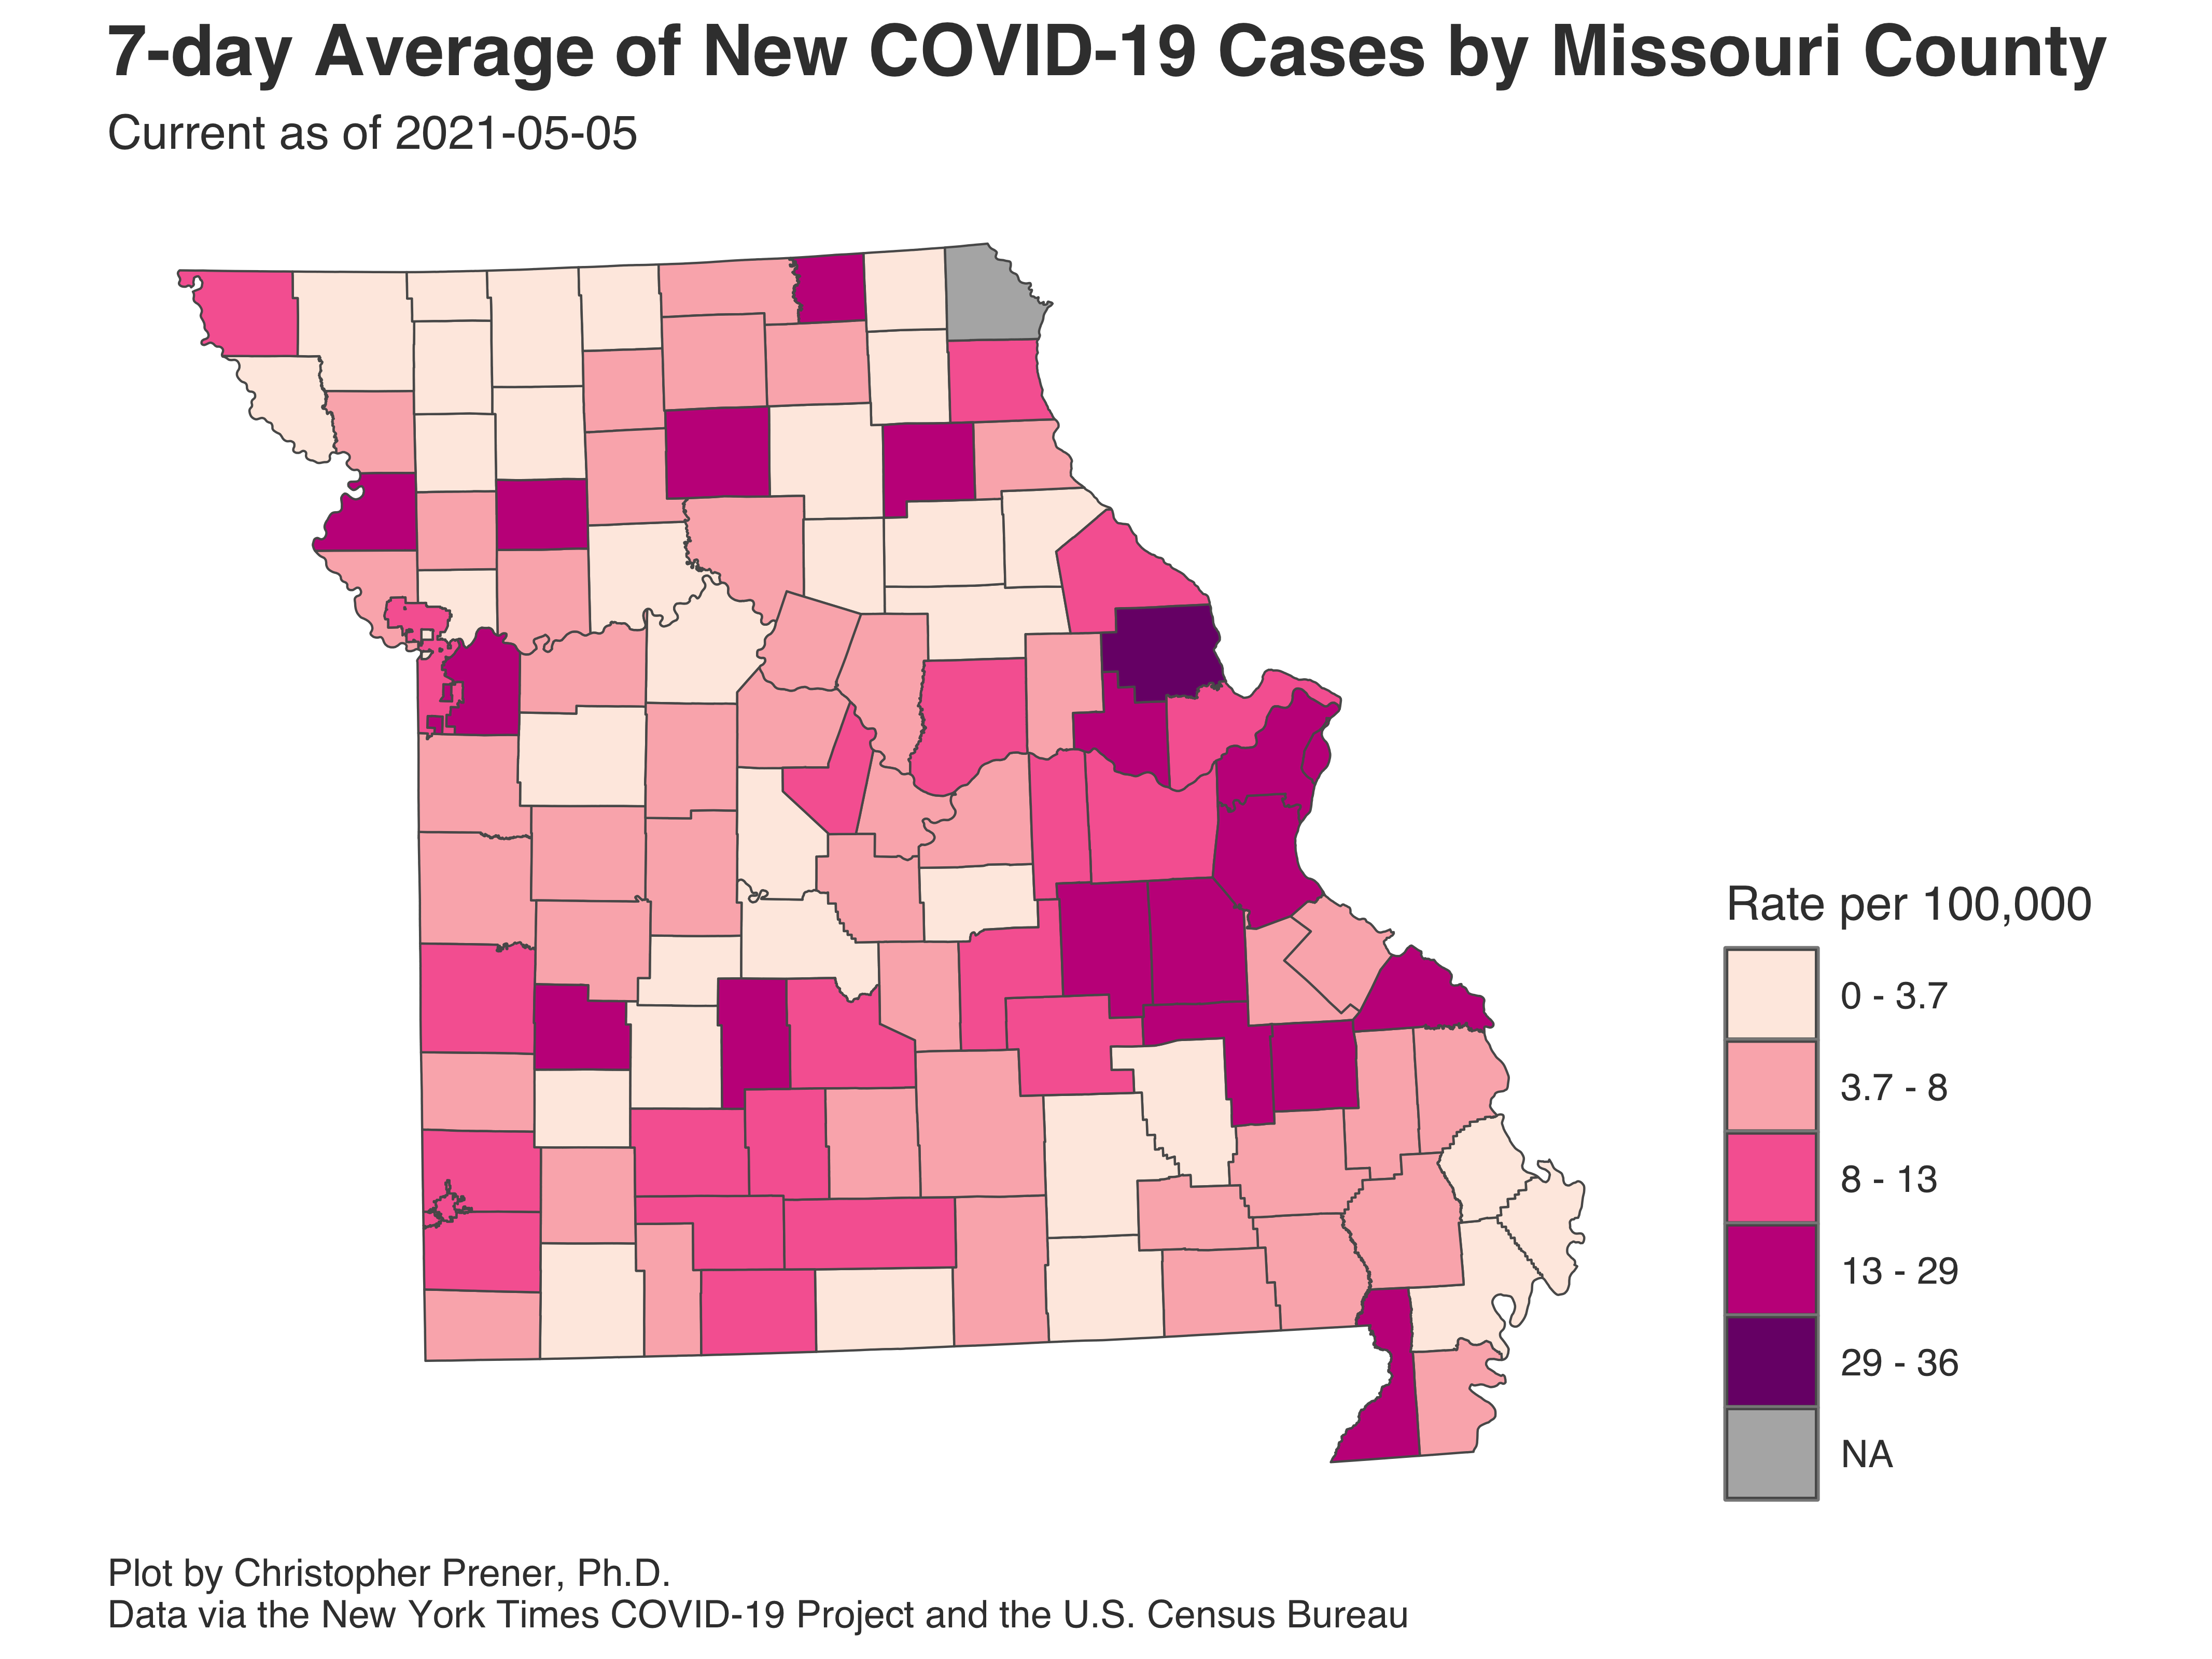 7-day Average of New COVID-19 Cases by Missouri County
Current as of 2021-05-05
Rate per 100,000
0 - 3.7
3.7 - 8
8 - 13
13 - 29
29 - 36
NA
Plot by Christopher Prener, Ph.D.
Data via the New York Times COVID-19 Project and the U.S. Census Bureau